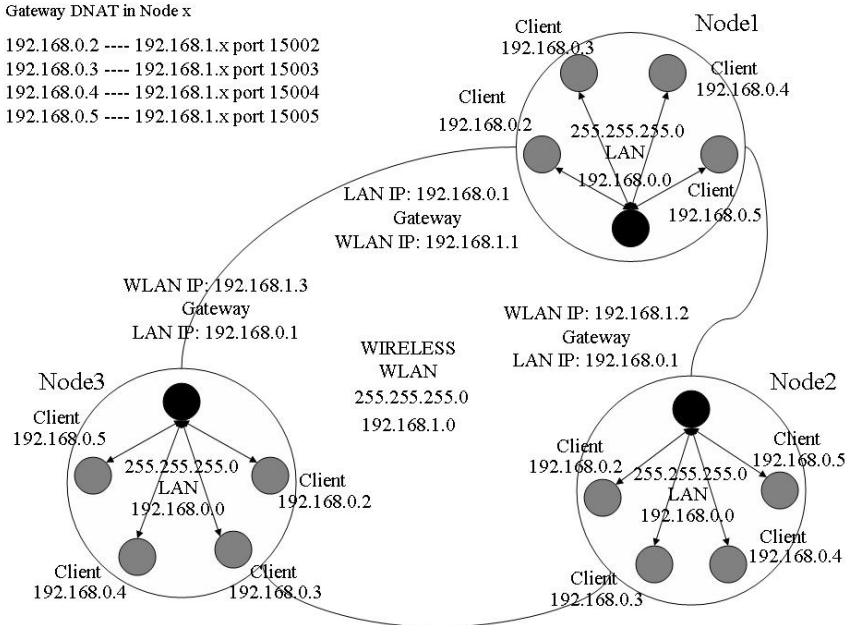 Gateway DNAT in Node x
192.168.0.2 ---- 192.168.1.x port 15002
192.168.0.3 ---- 192.168.1.x port 15003
192.168.0.4 ---- 192.168.1.x port 15004
192.168.0.5 ---- 192.168.1.x port 15005
Node1
Client
192.168.0.3
Client
192.168.0.4
Client
192.168.0.2
255.255.255.0
LAN
192.168.0.0
Client
192.168.0.5
LAN IP: 192.168.0.1
Gateway
WLAN IP: 192.168.1.1
WLAN IP: 192.168.1.3
Gateway
LAN IP: 192.168.0.1
WLAN IP: 192.168.1.2
Gateway
LAN IP: 192.168.0.1
WIRELESS
WLAN
255.255.255.0
192.168.1.0
Node3
Client
192.168.0.5
255.255.255.0
LAN
192.168.0.0
Client
192.168.0.2
Client
192.168.0.4
Client
192.168.0.3
Node2
Client
192.168.0.2
255.255.255.0
LAN
192.168.0.0
Client
192.168.0.5
Client
192.168.0.4
Client
192.168.0.3